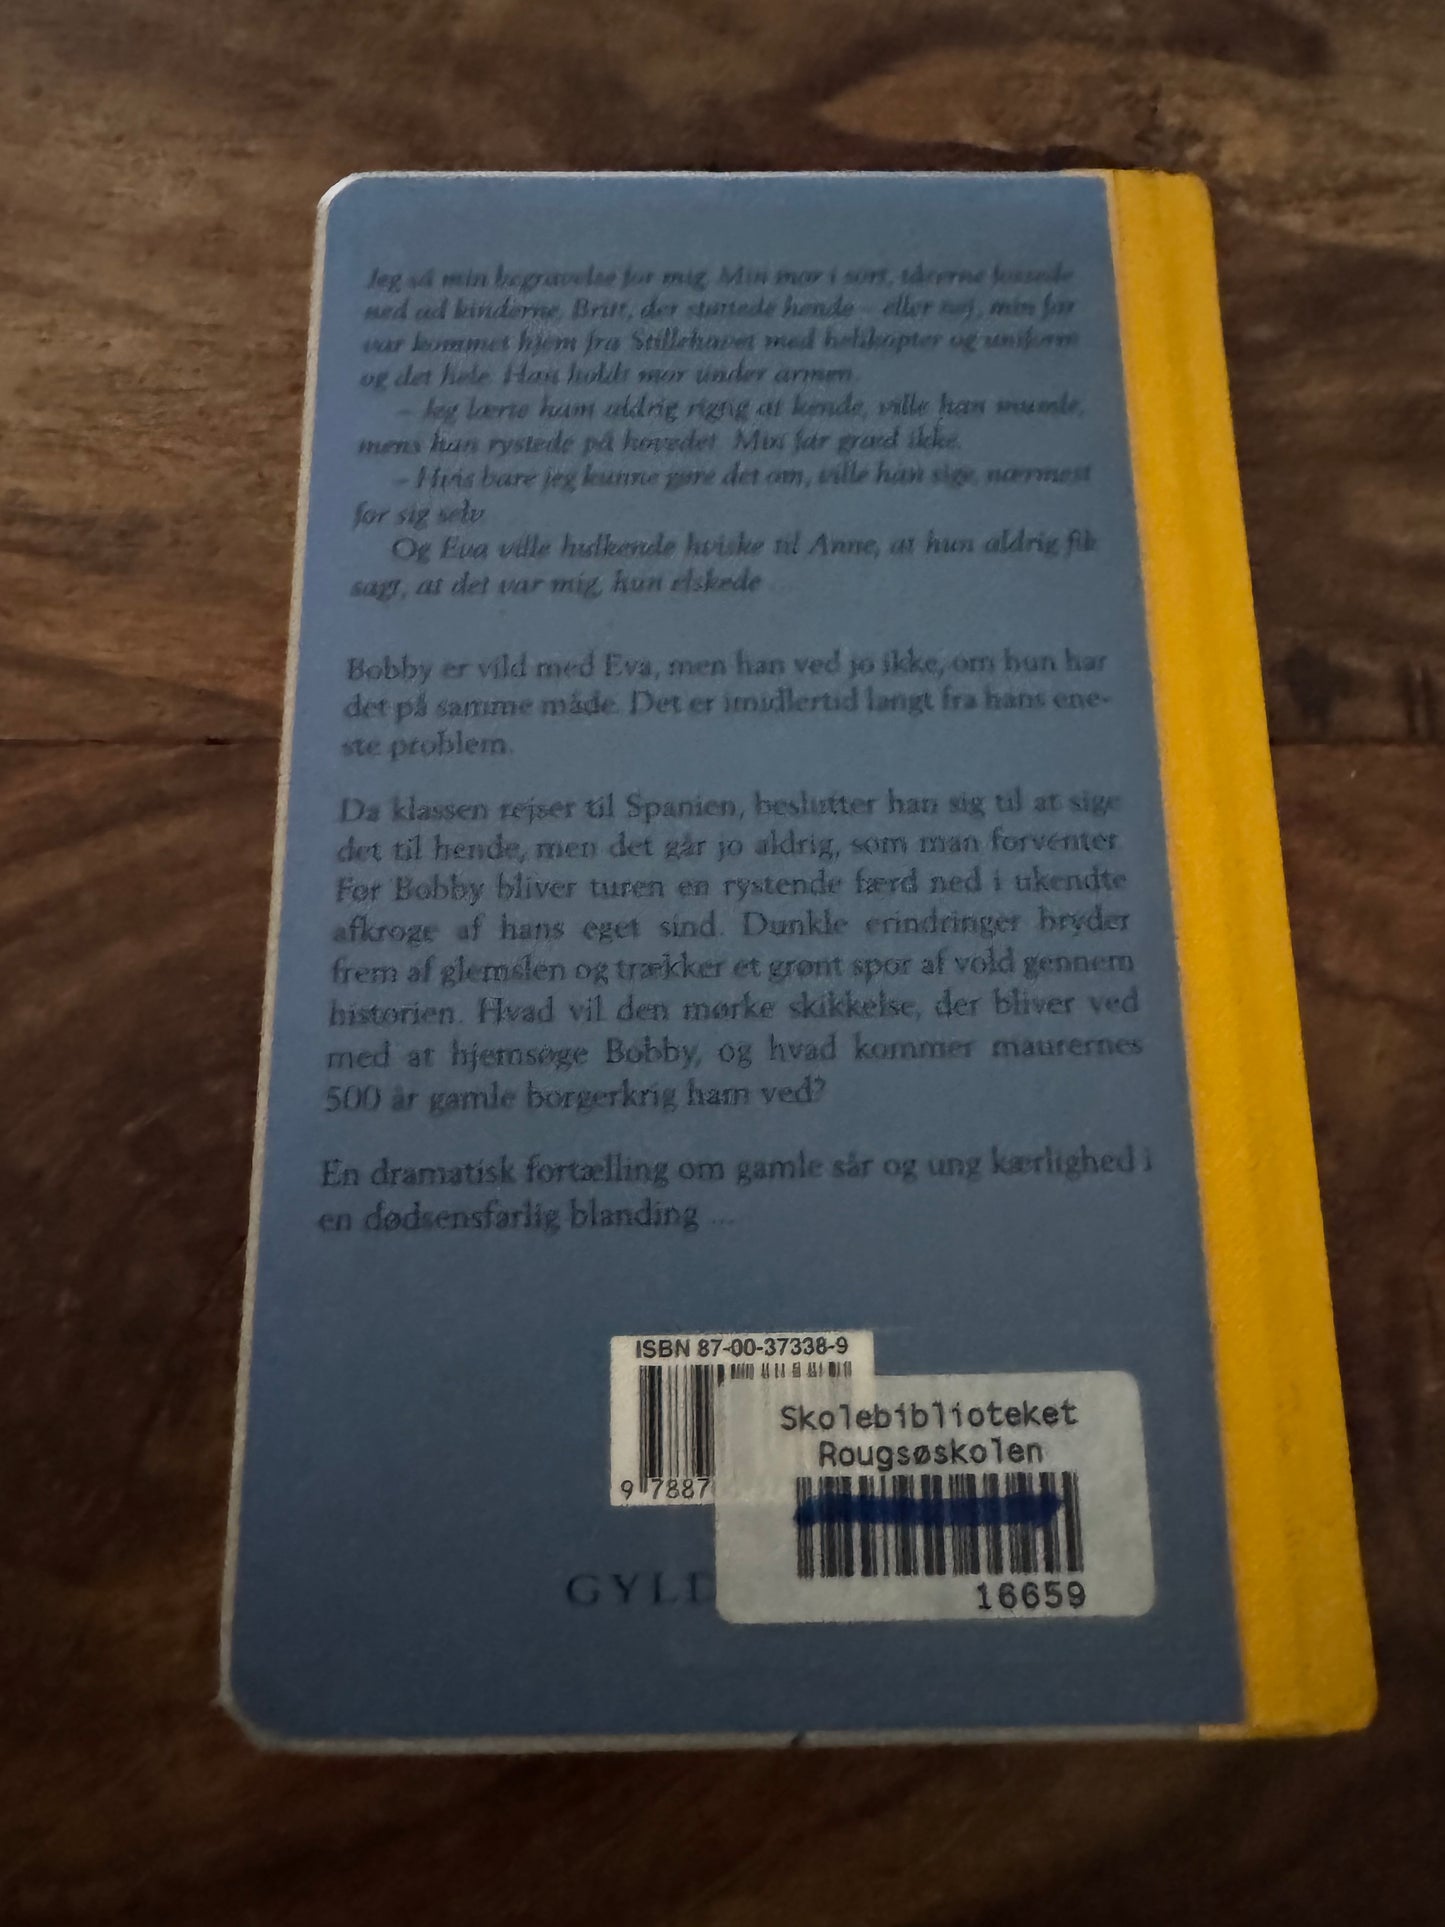 Jeg så min begravelse for mig. Min mor i sort, tårerne fossede
ned ad kinderne. Britt, der støttede hende – eller nej, min far
var kommet hjem fra Stillehavet med helikopter og uniform
og det hele. Han holdt mor under armen.
– Jeg lærte ham aldrig rigtig at kende, ville han mumle,
mens han rystede på hovedet. Min far græd ikke.
– Hvis bare jeg kunne gøre det om, ville han sige, nærmest
for sig selv.
Og Eva ville hulkende hviske til Anne, at hun aldrig fik
sagt, at det var mig, hun elskede ...
Bobby er vild med Eva, men han ved jo ikke, om hun har
det på samme måde. Det er imidlertid langt fra hans ene-
ste problem.
Da klassen rejser til Spanien, beslutter han sig til at sige
det til hende, men det går jo aldrig, som man forventer.
For Bobby bliver turen en rystende færd ned i ukendte
afkroge af hans eget sind. Dunkle erindringer bryder
frem af glemslen og trækker et grønt spor af vold gennem
historien. Hvad vil den mørke skikkelse, der bliver ved
med at hjemsøge Bobby, og hvad kommer maurernes
500 år gamle borgerkrig ham ved?
En dramatisk fortælling om gamle sår og ung kærlighed i
en dødsensfarlig blanding ...
ISBN 87-00-37338-9
9 7887
Skolebiblioteket
Rougsøskolen
16659
GYLD